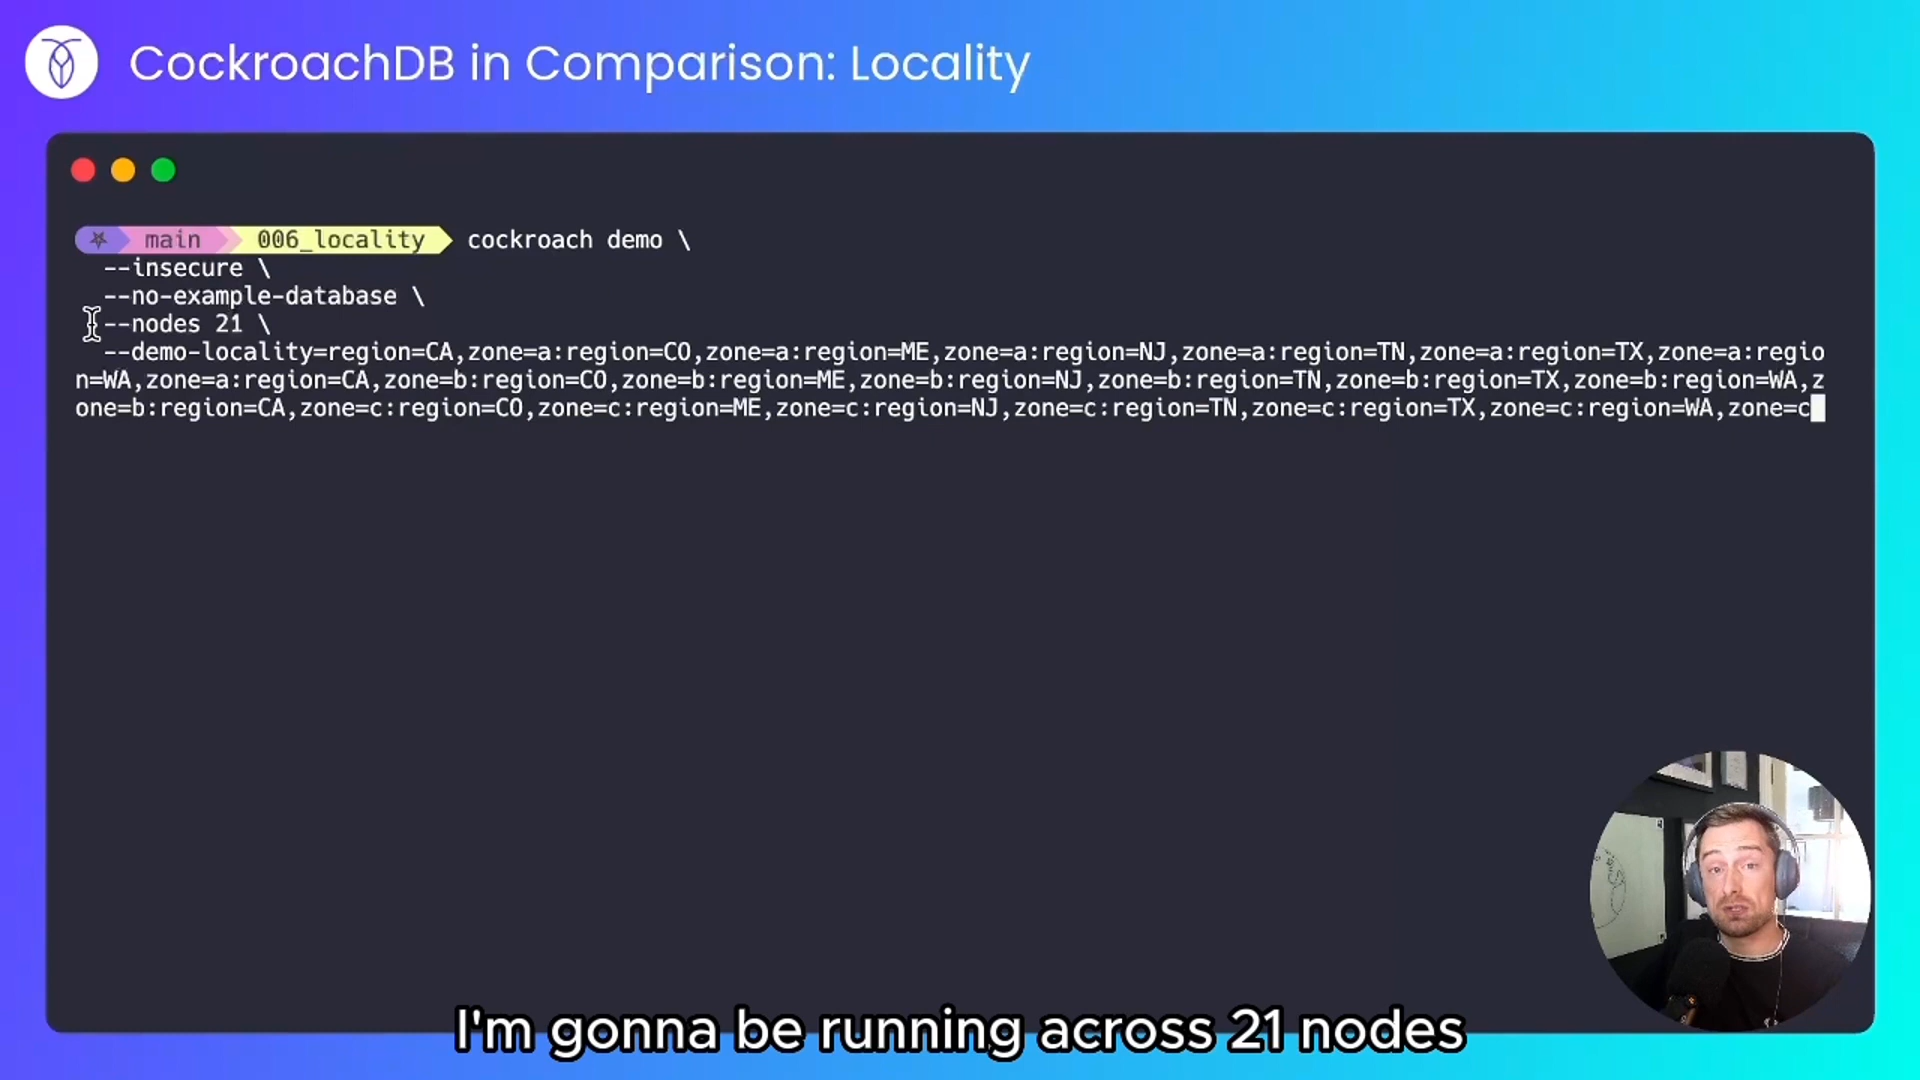 CockroachDB in Comparison: Locality
main 006_locality cockroach demo \
--insecure \
--no-example-database \
--nodes 21 \
--demo-locality=region=CA,zone=a:region=CO,zone=a:region=ME,zone=a:region=NJ,zone=a:region=TN,zone=a:region=TX,zone=a:regio
n=WA,zone=a:region=CA,zone=b:region=CO,zone=b:region=ME,zone=b:region=NJ,zone=b:region=TN,zone=b:region=TX,zone=b:region=WA,z
one=b:region=CA,zone=c:region=CO,zone=c:region=ME,zone=c:region=NJ,zone=c:region=TN,zone=c:region=TX,zone=c:region=WA,zone=c
I'm gonna be running across 21 nodes